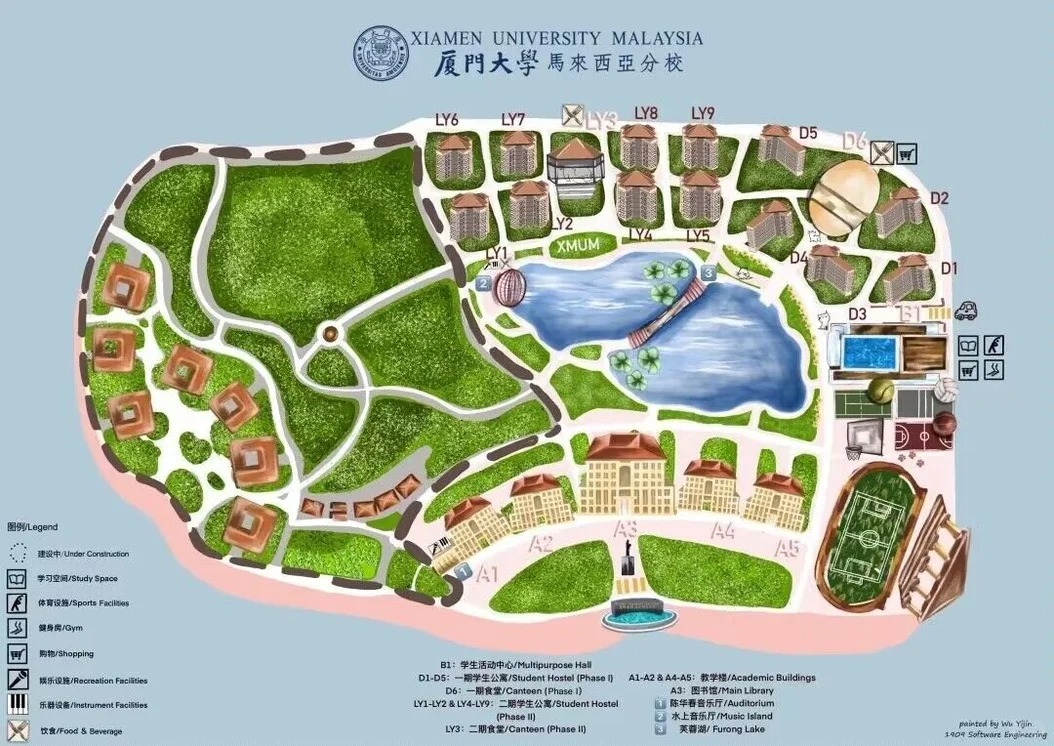 XIAMEN UNIVERSITY MALAYSIA
廈門大學 馬來西亞分校
LY6
LY7
LY3
LY8
LY9
D5
D6
D2
LY2
LY4
LY5
XMUM
LY1
D4
D1
2
3
D3
B1
A2
A3
A4
A5
A1
1
图例/Legend
建设中/Under Construction
学习空间/Study Space
体育设施/Sports Facilities
健身房/Gym
购物/Shopping
娱乐设施/Recreation Facilities
乐器设备/Instrument Facilities
饮食/Food & Beverage
B1：学生活动中心/Multipurpose Hall
D1-D5：一期学生公寓/Student Hostel (Phase I)
D6：一期食堂/Canteen (Phase I)
LY1-LY2 & LY4-LY9：二期学生公寓/Student Hostel
(Phase II)
LY3：二期食堂/Canteen (Phase II)
A1-A2 & A4-A5：教学楼/Academic Buildings
A3：图书馆/Main Library
1 陈华春音乐厅/Auditorium
2 水上音乐厅/Music Island
3 芙蓉湖/ Furong Lake
painted by Wu Yijin
1909 Software Engineering